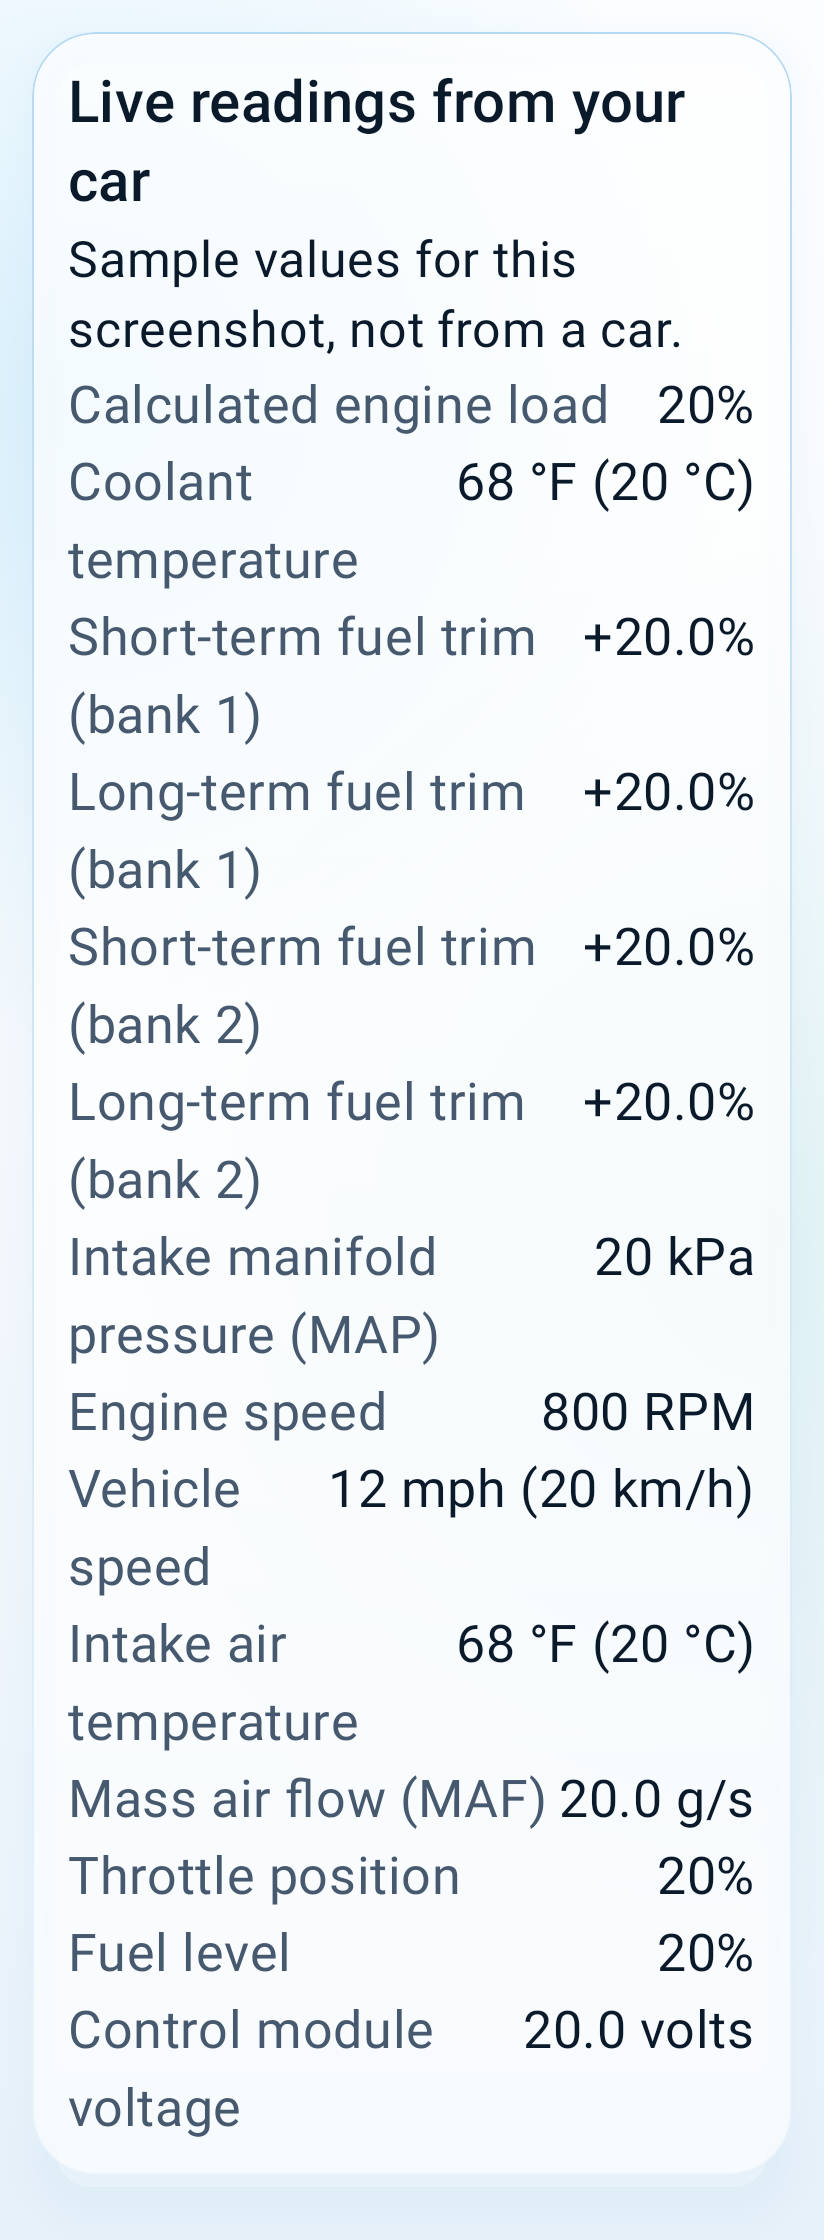 Live readings from your
car
Sample values for this
screenshot, not from a car.
Calculated engine load 20%
Coolant 68 °F (20 °C)
temperature
Short-term fuel trim +20.0%
(bank 1)
Long-term fuel trim +20.0%
(bank 1)
Short-term fuel trim +20.0%
(bank 2)
Long-term fuel trim +20.0%
(bank 2)
Intake manifold 20 kPa
pressure (MAP)
Engine speed 800 RPM
Vehicle 12 mph (20 km/h)
speed
Intake air 68 °F (20 °C)
temperature
Mass air flow (MAF) 20.0 g/s
Throttle position 20%
Fuel level 20%
Control module 20.0 volts
voltage